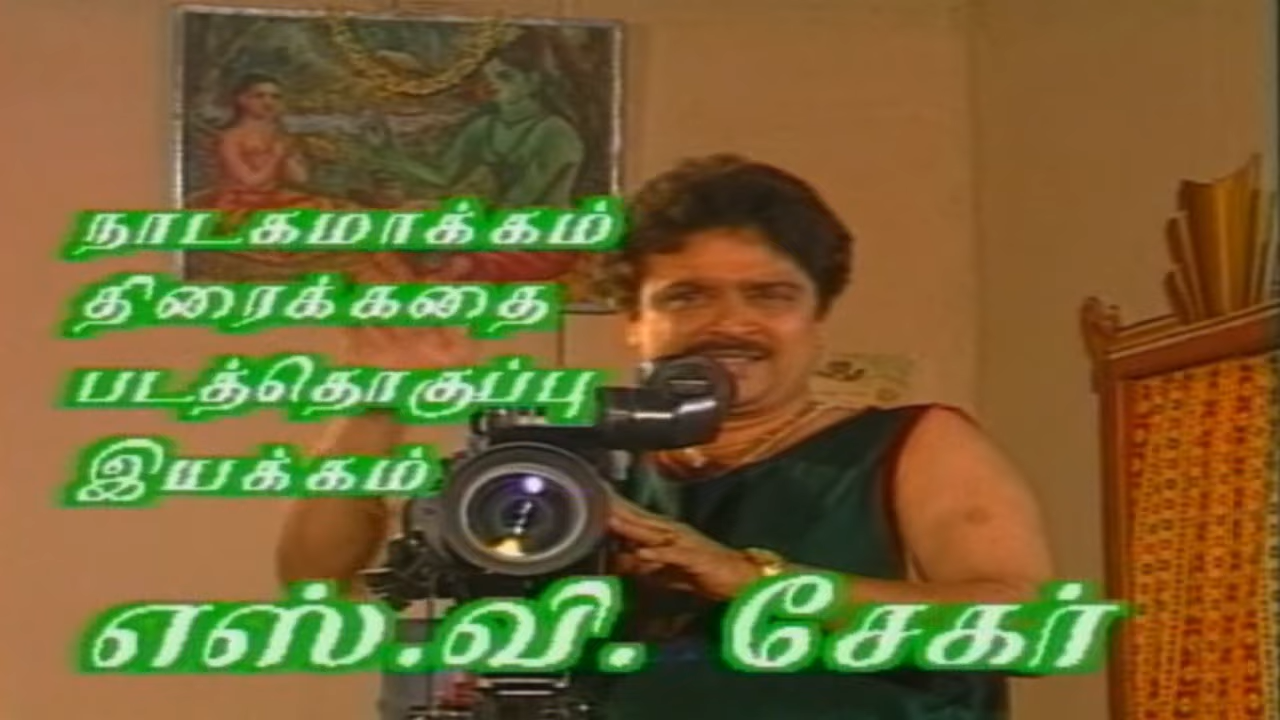 நாடகமாக்கம்
திரைக்கதை
படத்தொகுப்பு
இயக்கம்
எஸ்.வி. சேகர்